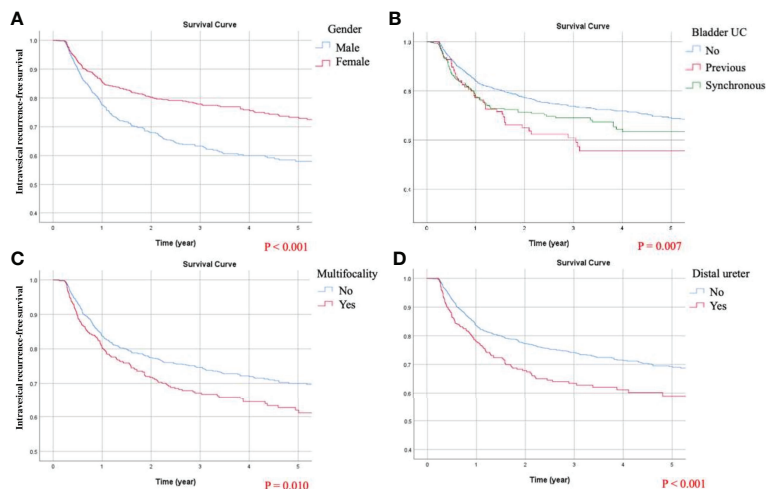 A
Survival Curve
Gender
Male
Female
Intravesical recurrence-free survival
1.0
0.9
0.8
0.7
0.6
0.5
0.4
0
1
2
3
4
5
Time (year)
P < 0.001
B
Survival Curve
Bladder UC
No
Previous
Synchronous
1.0
0.8
0.6
0.4
0
1
2
3
4
5
Time (year)
P = 0.007
C
Survival Curve
Multifocality
No
Yes
Intravesical recurrence-free survival
1.0
0.9
0.8
0.7
0.6
0.5
0
1
2
3
4
5
Time (year)
P = 0.010
D
Survival Curve
Distal ureter
No
Yes
1.0
0.9
0.8
0.7
0.6
0.5
0
1
2
3
4
5
Time (year)
P < 0.001